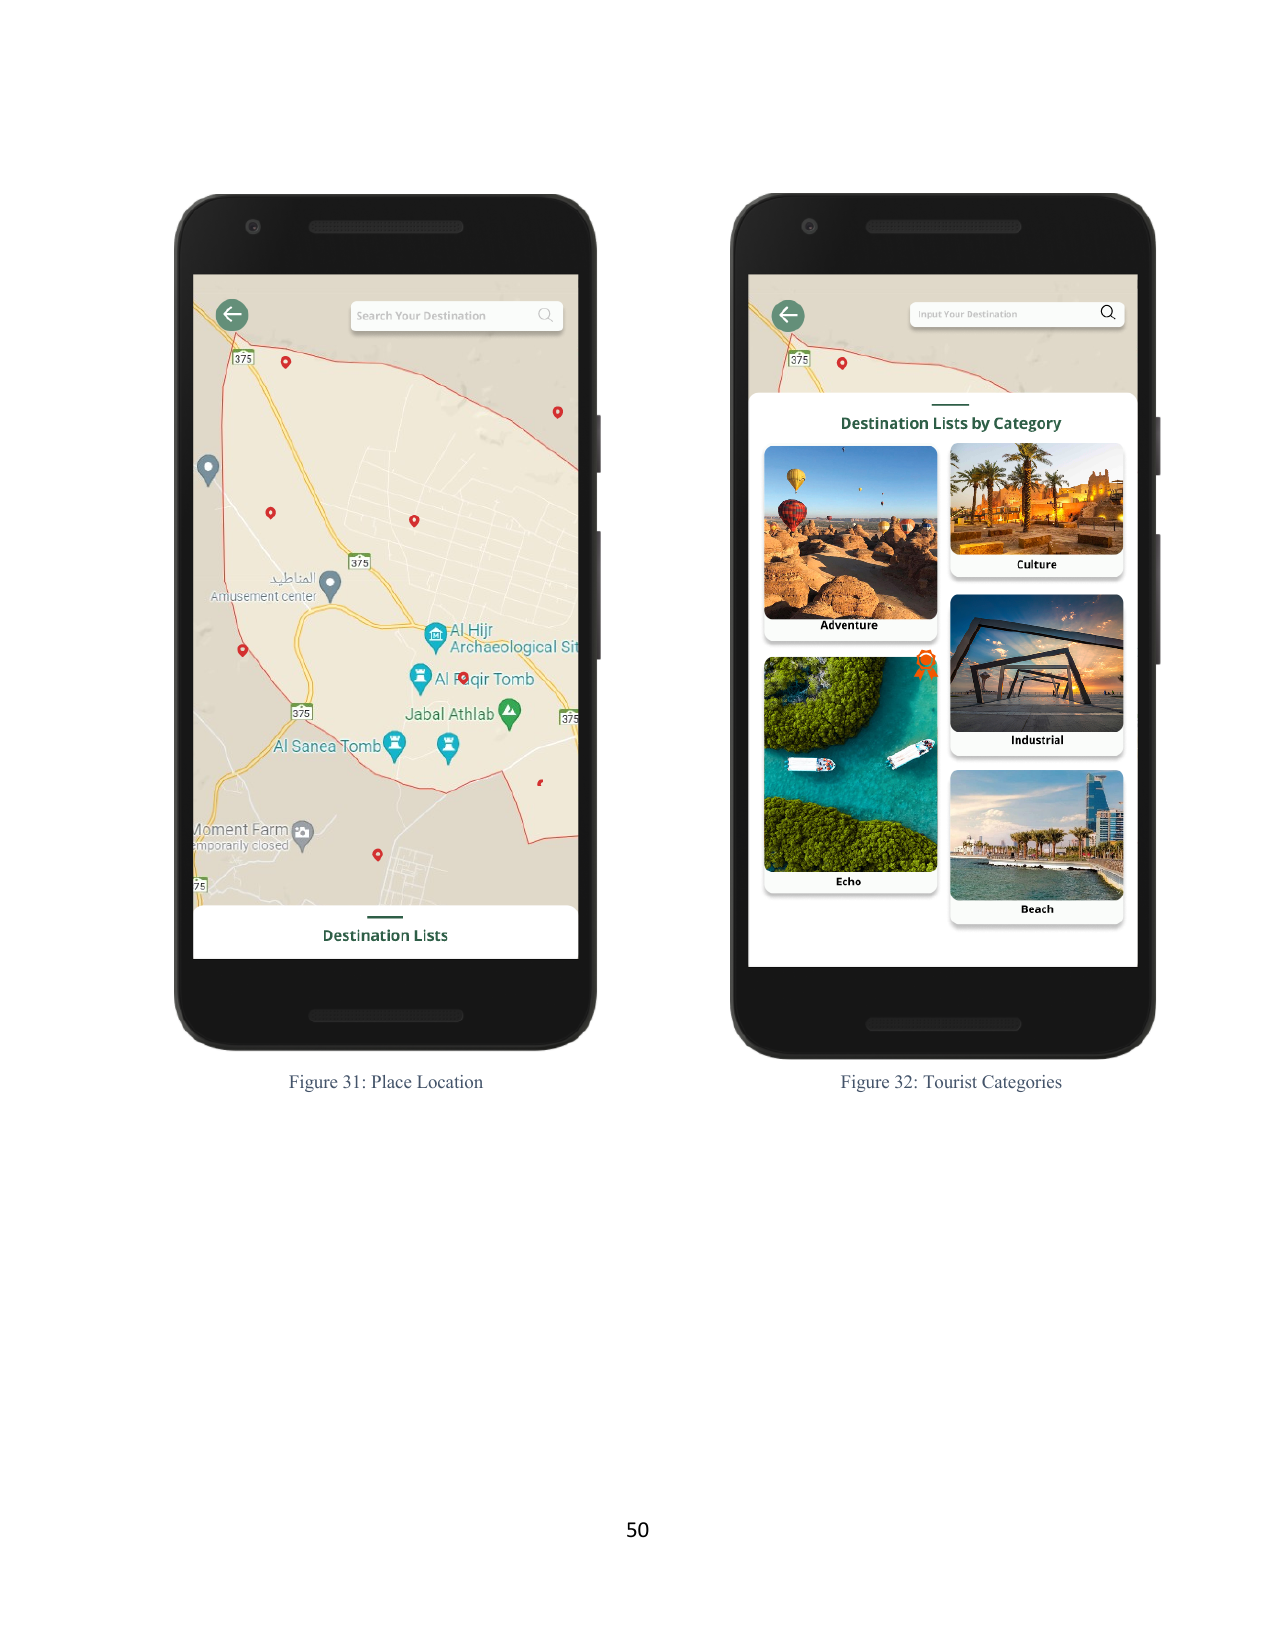 Search Your Destination
375
375
المناطيد
Amusement center
Al Hijr
Archaeological Sit
Al Faqir Tomb
Jabal Athlab
375
375
Al Sanea Tomb
Moment Farm
emporarily closed
75
Destination Lists
Figure 31: Place Location
Input Your Destination
375
Destination Lists by Category
Adventure
Culture
Industrial
Echo
Beach
Figure 32: Tourist Categories
50